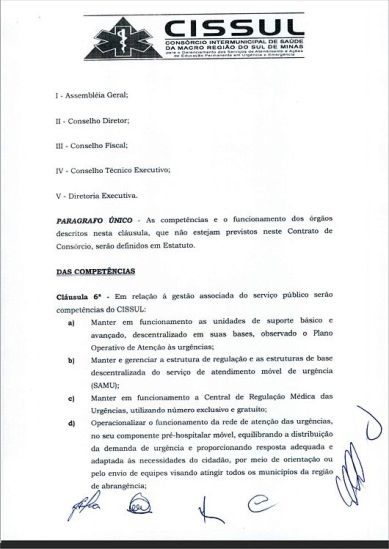 CISSUL
CONSÓRCIO INTERMUNICIPAL DE SAÚDE
DA MACRO REGIÃO DO SUL DE MINAS
para o Gerenciamento dos Serviços de Atendimento e Ações
de Educação Permanente em Urgência e Emergência
I - Assembléia Geral;
II - Conselho Diretor;
III - Conselho Fiscal;
IV - Conselho Técnico Executivo;
V - Diretoria Executiva.
PARAGRAFO ÚNICO - As competências e o funcionamento dos órgãos
descritos nesta cláusula, que não estejam previstos neste Contrato de
Consórcio, serão definidos em Estatuto.
DAS COMPETÊNCIAS
Cláusula 6ª - Em relação à gestão associada do serviço público serão
competências do CISSUL:
a) Manter em funcionamento as unidades de suporte básico e
avançado, descentralizado em suas bases, observado o Plano
Operativo de Atenção às urgências;
b) Manter e gerenciar a estrutura de regulação e as estruturas de base
descentralizada do serviço de atendimento móvel de urgência
(SAMU);
c) Manter em funcionamento a Central de Regulação Médica das
Urgências, utilizando número exclusivo e gratuito;
d) Operacionalizar o funcionamento da rede de atenção das urgências,
no seu componente pré-hospitalar móvel, equilibrando a distribuição
da demanda de urgência e proporcionando resposta adequada e
adaptada às necessidades do cidadão, por meio de orientação ou
pelo envio de equipes visando atingir todos os municípios da região
de abrangência;